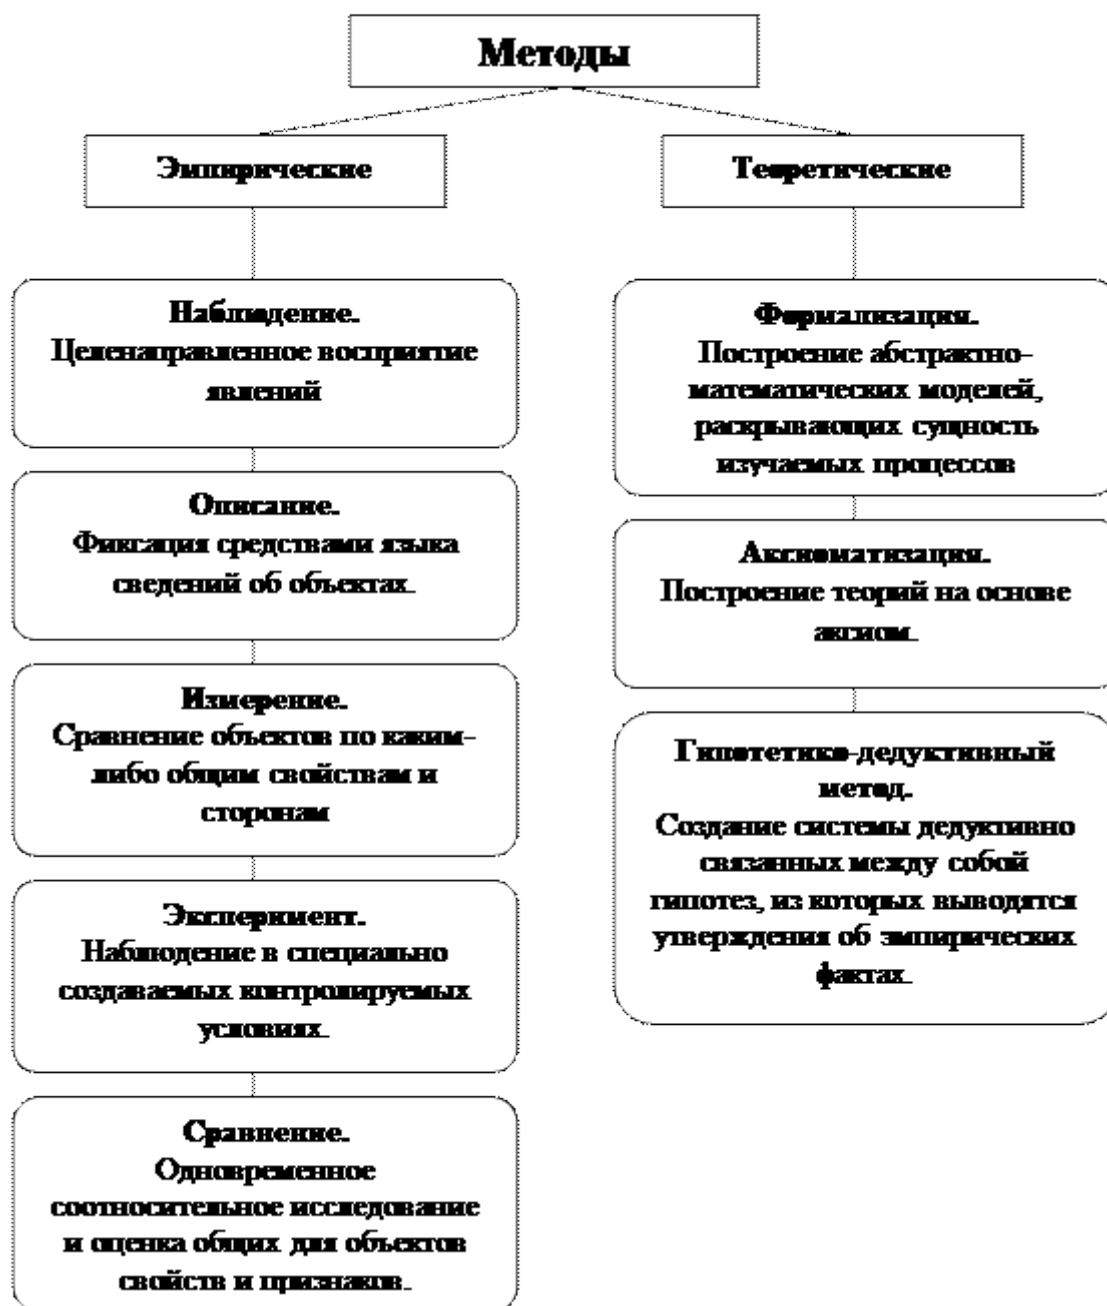 Методы
Эмпирические
Теоретические
Наблюдение.
Целенаправленное восприятие
явлений
Описание.
Фиксация средствами языка
сведений об объектах.
Измерение.
Сравнение объектов по каким-
либо общим свойствам и
сторонам
Эксперимент.
Наблюдение в специально
создаваемых контролируемых
условиях.
Сравнение.
Одновременное
соотносительное исследование
и оценка общих для объектов
свойств и признаков.
Формализация.
Построение абстрактно-
математических моделей,
раскрывающих сущность
изучаемых процессов
Аксиоматизация.
Построение теорий на основе
аксиом.
Гипотетико-дедуктивный
метод.
Создание системы дедуктивно
связанных между собой
гипотез, из которых выводятся
утверждения об эмпирических
фактах.